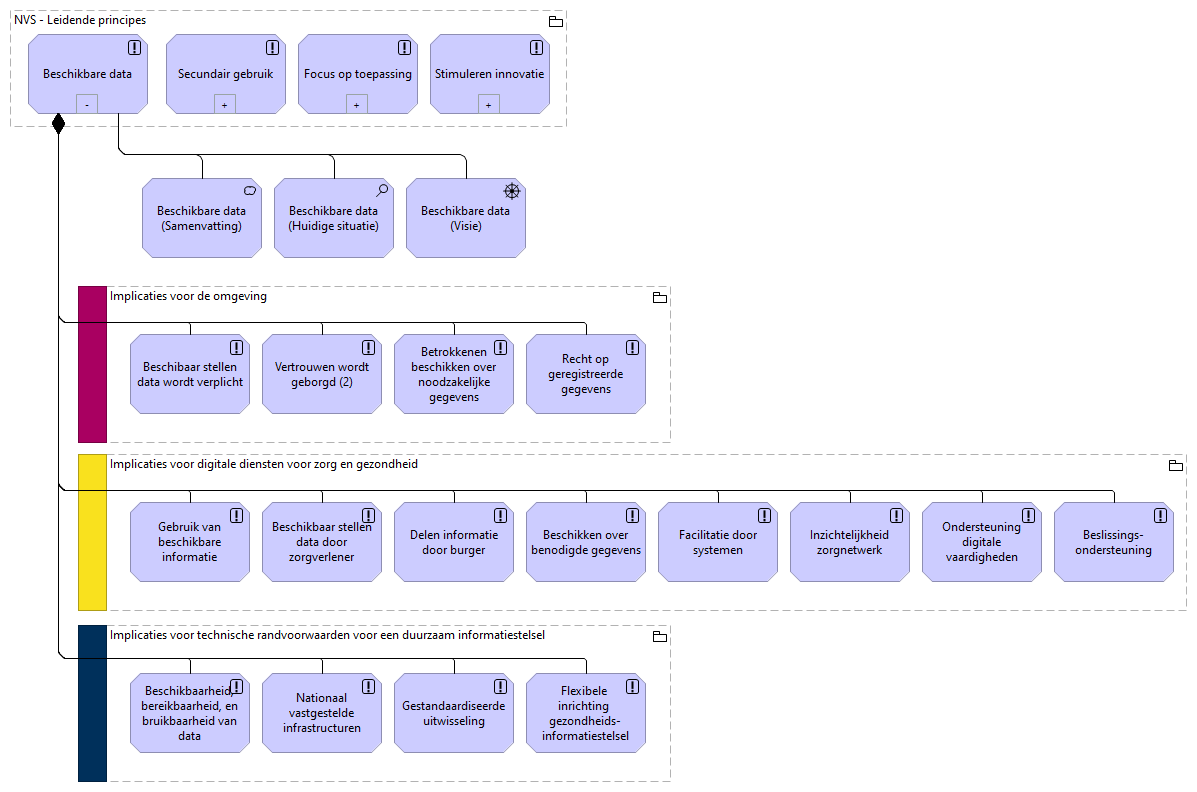 NVS - Leidende principes
Beschikbare data
-
Secundair gebruik
+
Focus op toepassing
+
Stimuleren innovatie
+
Beschikbare data
(Samenvatting)
Beschikbare data
(Huidige situatie)
Beschikbare data
(Visie)
Implicaties voor de omgeving
Beschibaar stellen
data wordt verplicht
Vertrouwen wordt
geborgd (2)
Betrokkenen
beschikken over
noodzakelijke
gegevens
Recht op
geregistreerde
gegevens
Implicaties voor digitale diensten voor zorg en gezondheid
Gebruik van
beschikbare
informatie
Beschikbaar stellen
data door
zorgverlener
Delen informatie
door burger
Beschikken over
benodigde gegevens
Facilitatie door
systemen
Inzichtelijkheid
zorgnetwerk
Ondersteuning
digitale
vaardigheden
Beslissings-
ondersteuning
Implicaties voor technische randvoorwaarden voor een duurzaam informatiestelsel
Beschikbaarheid,
bereikbaarheid, en
bruikbaarheid van
data
Nationaal
vastgestelde
infrastructuren
Gestandaardiseerde
uitwisseling
Flexibele
inrichting
gezondheids-
informatiestelsel